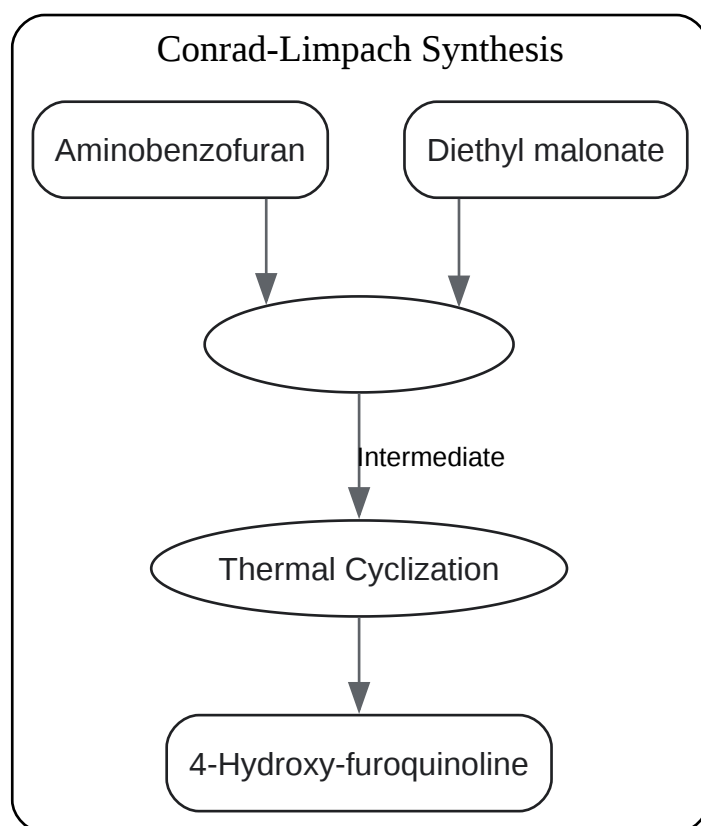 Conrad-Limpach Synthesis
Aminobenzofuran
Diethyl malonate
Intermediate
Thermal Cyclization
4-Hydroxy-furoquinoline